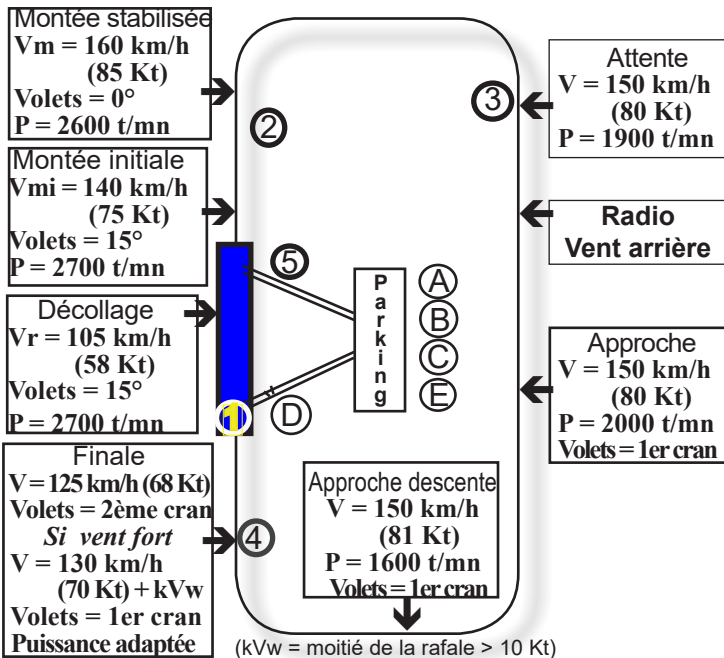 Montée stabilisée
Vm = 160 km/h
(85 Kt)
Volets = 0°
P = 2600 t/mn
2
3
Attente
V = 150 km/h
(80 Kt)
P = 1900 t/mn
Montée initiale
Vmi = 140 km/h
(75 Kt)
Volets = 15°
P = 2700 t/mn
Radio
Vent arrière
5
Parking
A
B
C
E
D
1
Décollage
Vr = 105 km/h
(58 Kt)
Volets = 15°
P = 2700 t/mn
Approche
V = 150 km/h
(80 Kt)
P = 2000 t/mn
Volets = 1er cran
Finale
V = 125 km/h (68 Kt)
Volets = 2ème cran
Si vent fort
V = 130 km/h
(70 Kt) + kVw
Volets = 1er cran
Puissance adaptée
4
Approche descente
V = 150 km/h
(81 Kt)
P = 1600 t/mn
Volets = 1er cran
(kVw = moitié de la rafale > 10 Kt)